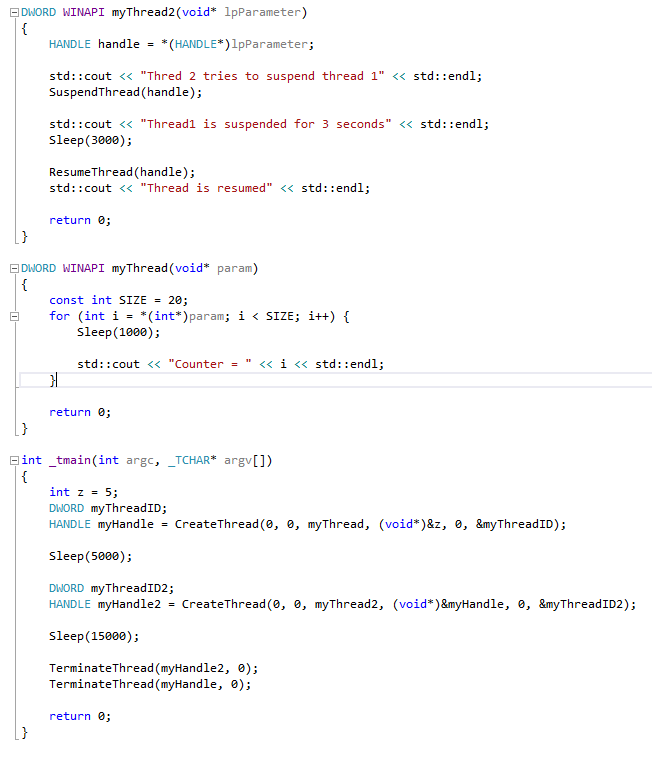 DWORD WINAPI myThread2(void* lpParameter)
{
    HANDLE handle = *(HANDLE*)lpParameter;
    std::cout << "Thred 2 tries to suspend thread 1" << std::endl;
    SuspendThread(handle);
    std::cout << "Thread1 is suspended for 3 seconds" << std::endl;
    Sleep(3000);
    ResumeThread(handle);
    std::cout << "Thread is resumed" << std::endl;
    return 0;
}
DWORD WINAPI myThread(void* param)
{
    const int SIZE = 20;
    for (int i = *(int*)param; i < SIZE; i++) {
        Sleep(1000);
        std::cout << "Counter = " << i << std::endl;
    }
    return 0;
}
int _tmain(int argc, _TCHAR* argv[])
{
    int z = 5;
    DWORD myThreadID;
    HANDLE myHandle = CreateThread(0, 0, myThread, (void*)&z, 0, &myThreadID);
    Sleep(5000);
    DWORD myThreadID2;
    HANDLE myHandle2 = CreateThread(0, 0, myThread2, (void*)&myHandle, 0, &myThreadID2);
    Sleep(15000);
    TerminateThread(myHandle2, 0);
    TerminateThread(myHandle, 0);
    return 0;
}